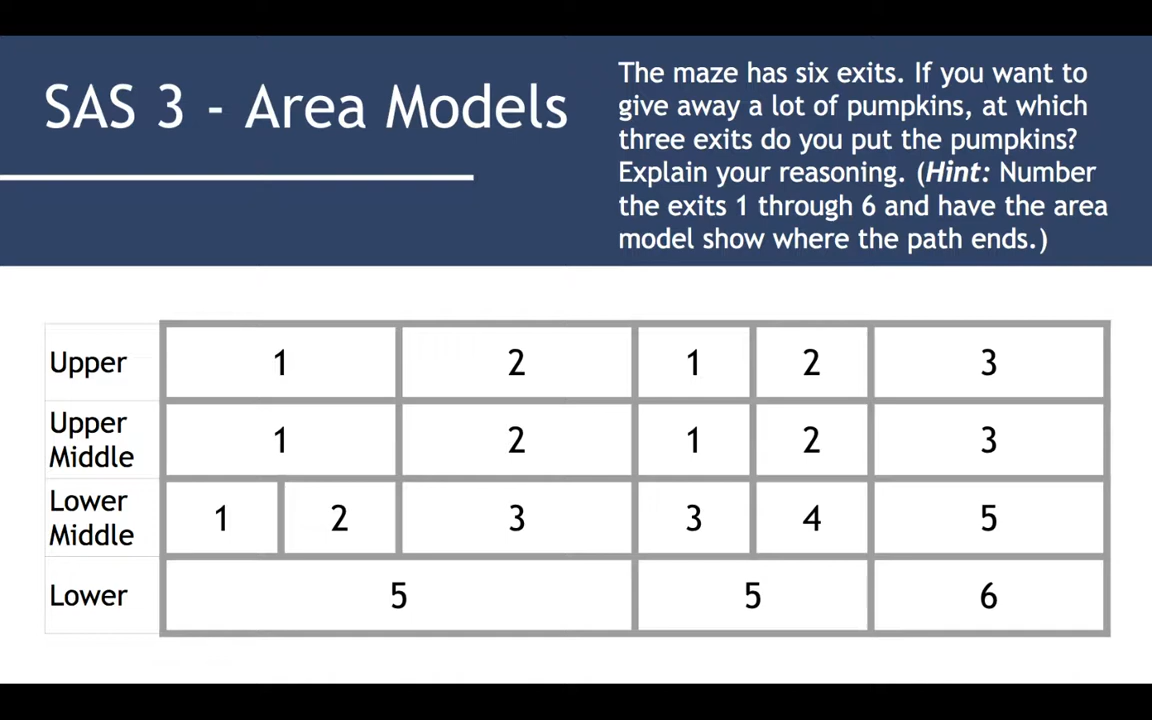 SAS 3 - Area Models
The maze has six exits. If you want to
give away a lot of pumpkins, at which
three exits do you put the pumpkins?
Explain your reasoning. (Hint: Number
the exits 1 through 6 and have the area
model show where the path ends.)
Upper 1 2 1 2 3
Upper
Middle 1 2 1 2 3
Lower
Middle 1 2 3 3 4 5
Lower 5 5 6